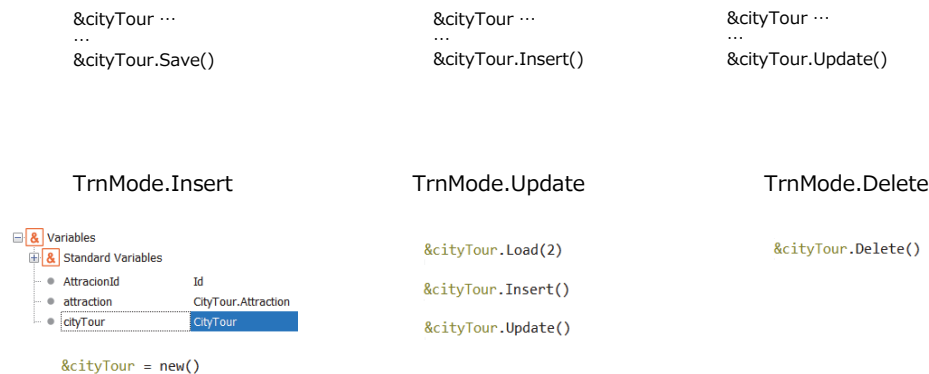 &cityTour ⋯
⋯
&cityTour.Save()
&cityTour ⋯
⋯
&cityTour.Insert()
&cityTour ⋯
⋯
&cityTour.Update()
TrnMode.Insert
TrnMode.Update
TrnMode.Delete
& Variables
& Standard Variables
AttracionId Id
attraction CityTour.Attraction
cityTour CityTour
&cityTour = new()
&cityTour.Load(2)
&cityTour.Insert()
&cityTour.Update()
&cityTour.Delete()